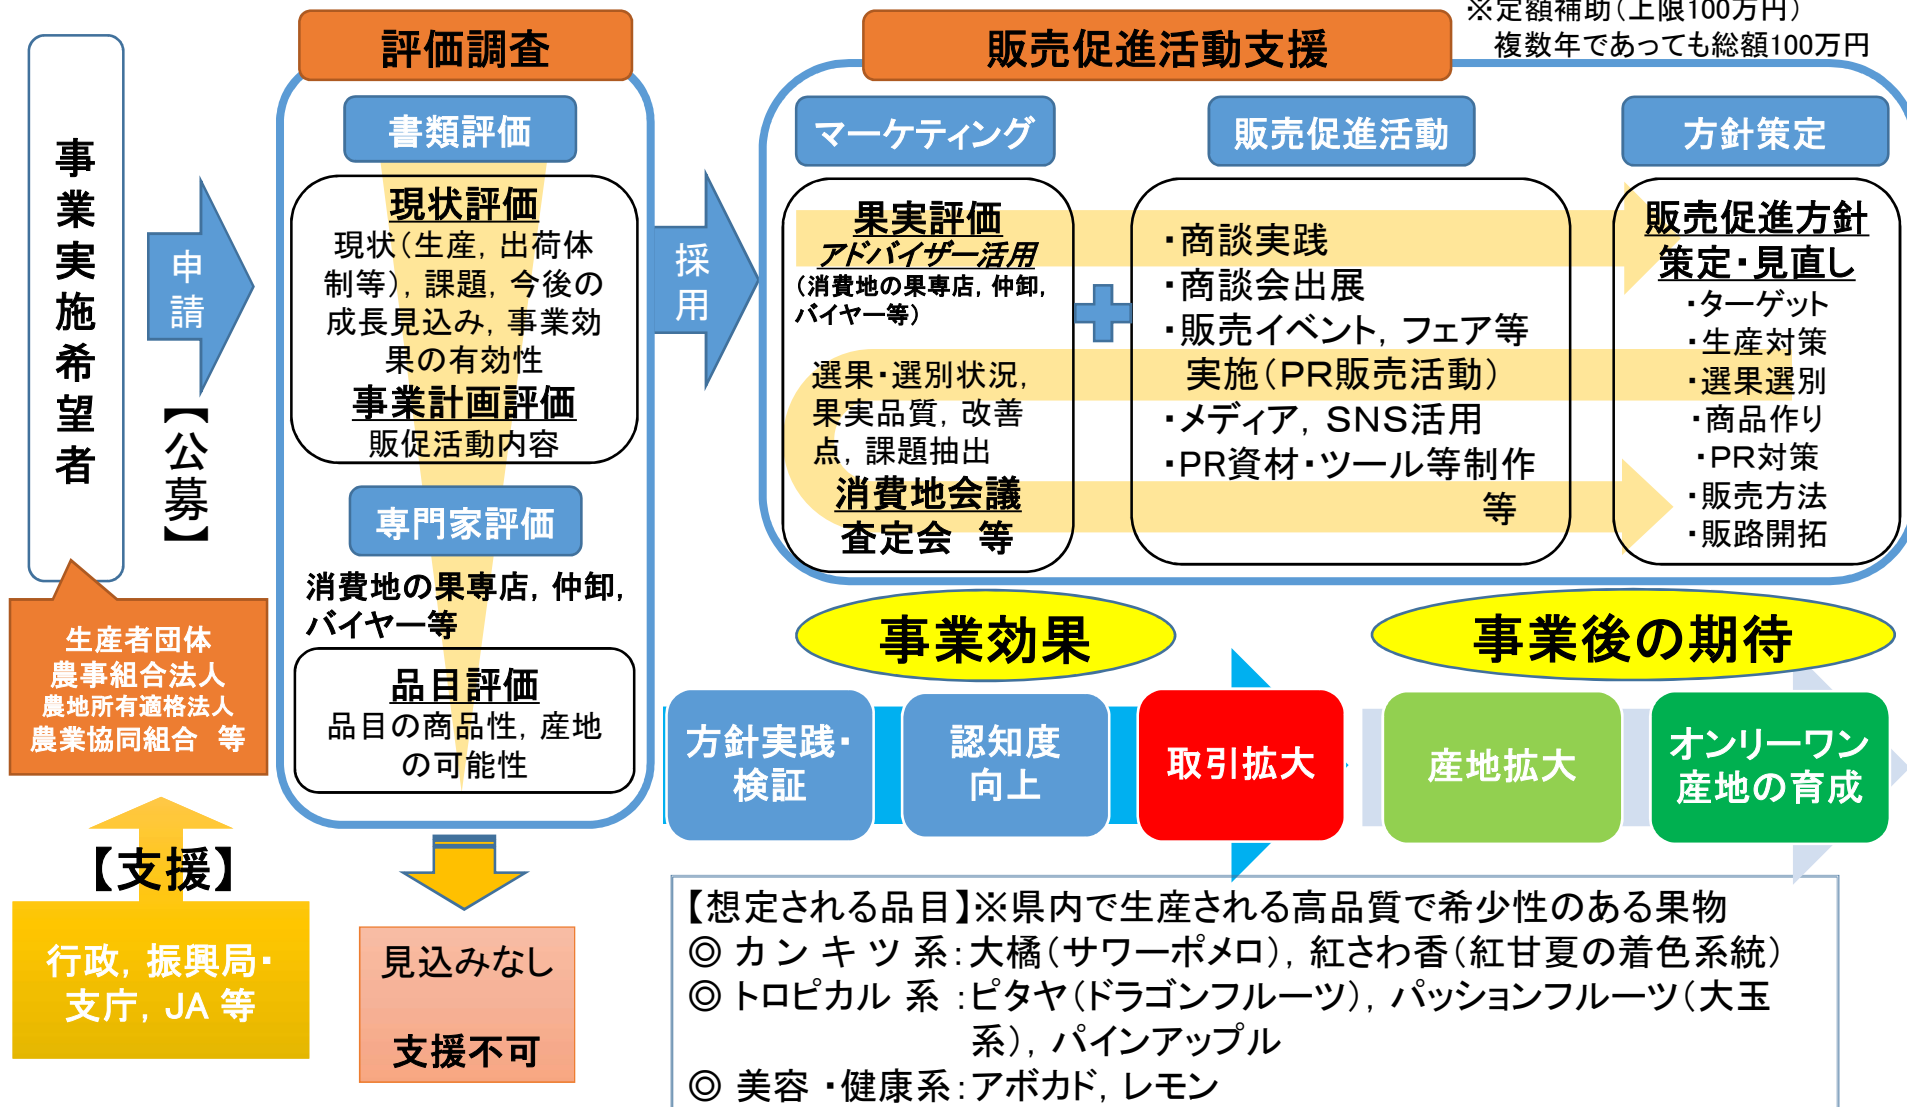 ※定額補助（上限100万円）
複数年であっても総額100万円
評価調査
販売促進活動支援
事業実施希望者
申請
【公募】
生産者団体
農事組合法人
農地所有適格法人
農業協同組合　等
【支援】
行政，振興局・
支庁，JA 等
書類評価
現状評価
現状（生産，出荷体
制等），課題，今後の
成長見込み，事業効
果の有効性
事業計画評価
販促活動内容
専門家評価
消費地の果専店，仲卸，
バイヤー等
品目評価
品目の商品性，産地
の可能性
見込みなし
支援不可
採用
マーケティング
果実評価
アドバイザー活用
（消費地の果専店，仲卸，
バイヤー等）
選果・選別状況，
果実品質，改善
点，課題抽出
消費地会議
査定会　等
販売促進活動
・商談実践
・商談会出展
・販売イベント，フェア等
実施（PR販売活動）
・メディア，SNS活用
・PR資材・ツール等制作
等
方針策定
販売促進方針
策定・見直し
・ターゲット
・生産対策
・選果選別
・商品作り
・PR対策
・販売方法
・販路開拓
事業効果
事業後の期待
方針実践・
検証
認知度
向上
取引拡大
産地拡大
オンリーワン
産地の育成
【想定される品目】※県内で生産される高品質で希少性のある果物
◎ カ ン キ ツ 系：大橘（サワーポメロ），紅さわ香（紅甘夏の着色系統）
◎ トロピカル 系 ：ピタヤ（ドラゴンフルーツ），パッションフルーツ（大玉
系），パインアップル
◎ 美容 ・健康系：アボカド，レモン